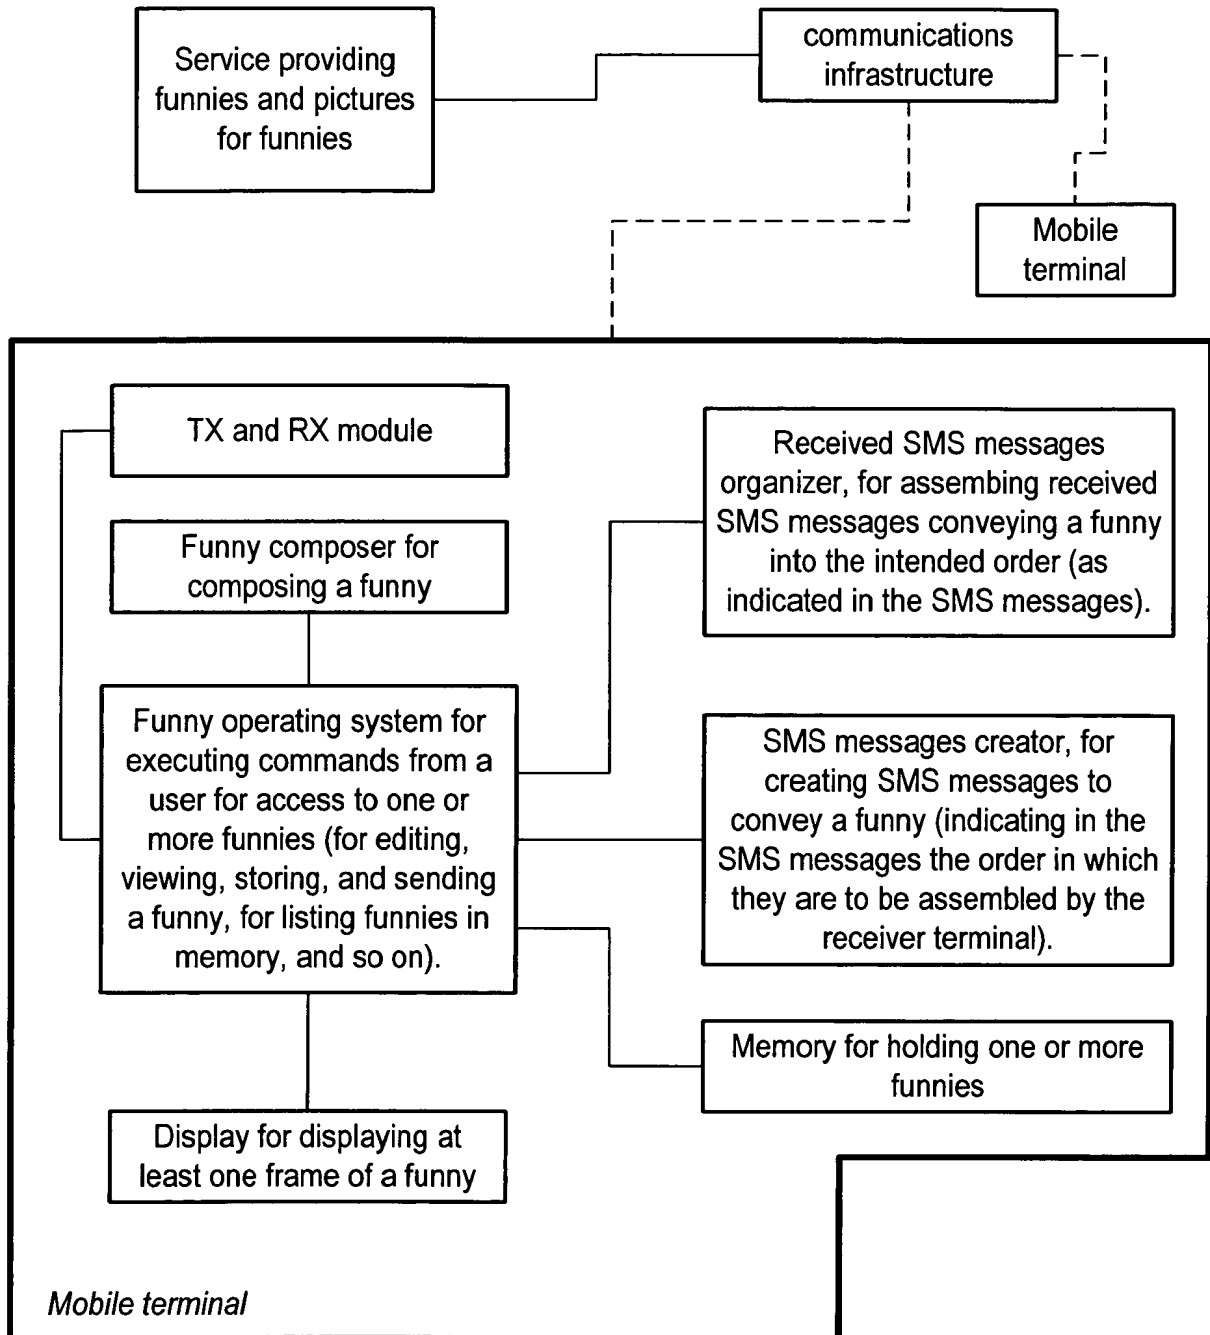 Service providing
funnies and pictures
for funnies
communications
infrastructure
Mobile
terminal
TX and RX module
Funny composer for
composing a funny
Funny operating system for
executing commands from a
user for access to one or
more funnies (for editing,
viewing, storing, and sending
a funny, for listing funnies in
memory, and so on).
Display for displaying at
least one frame of a funny
Received SMS messages
organizer, for assembing received
SMS messages conveying a funny
into the intended order (as
indicated in the SMS messages).
SMS messages creator, for
creating SMS messages to
convey a funny (indicating in the
SMS messages the order in which
they are to be assembled by the
receiver terminal).
Memory for holding one or more
funnies
Mobile terminal